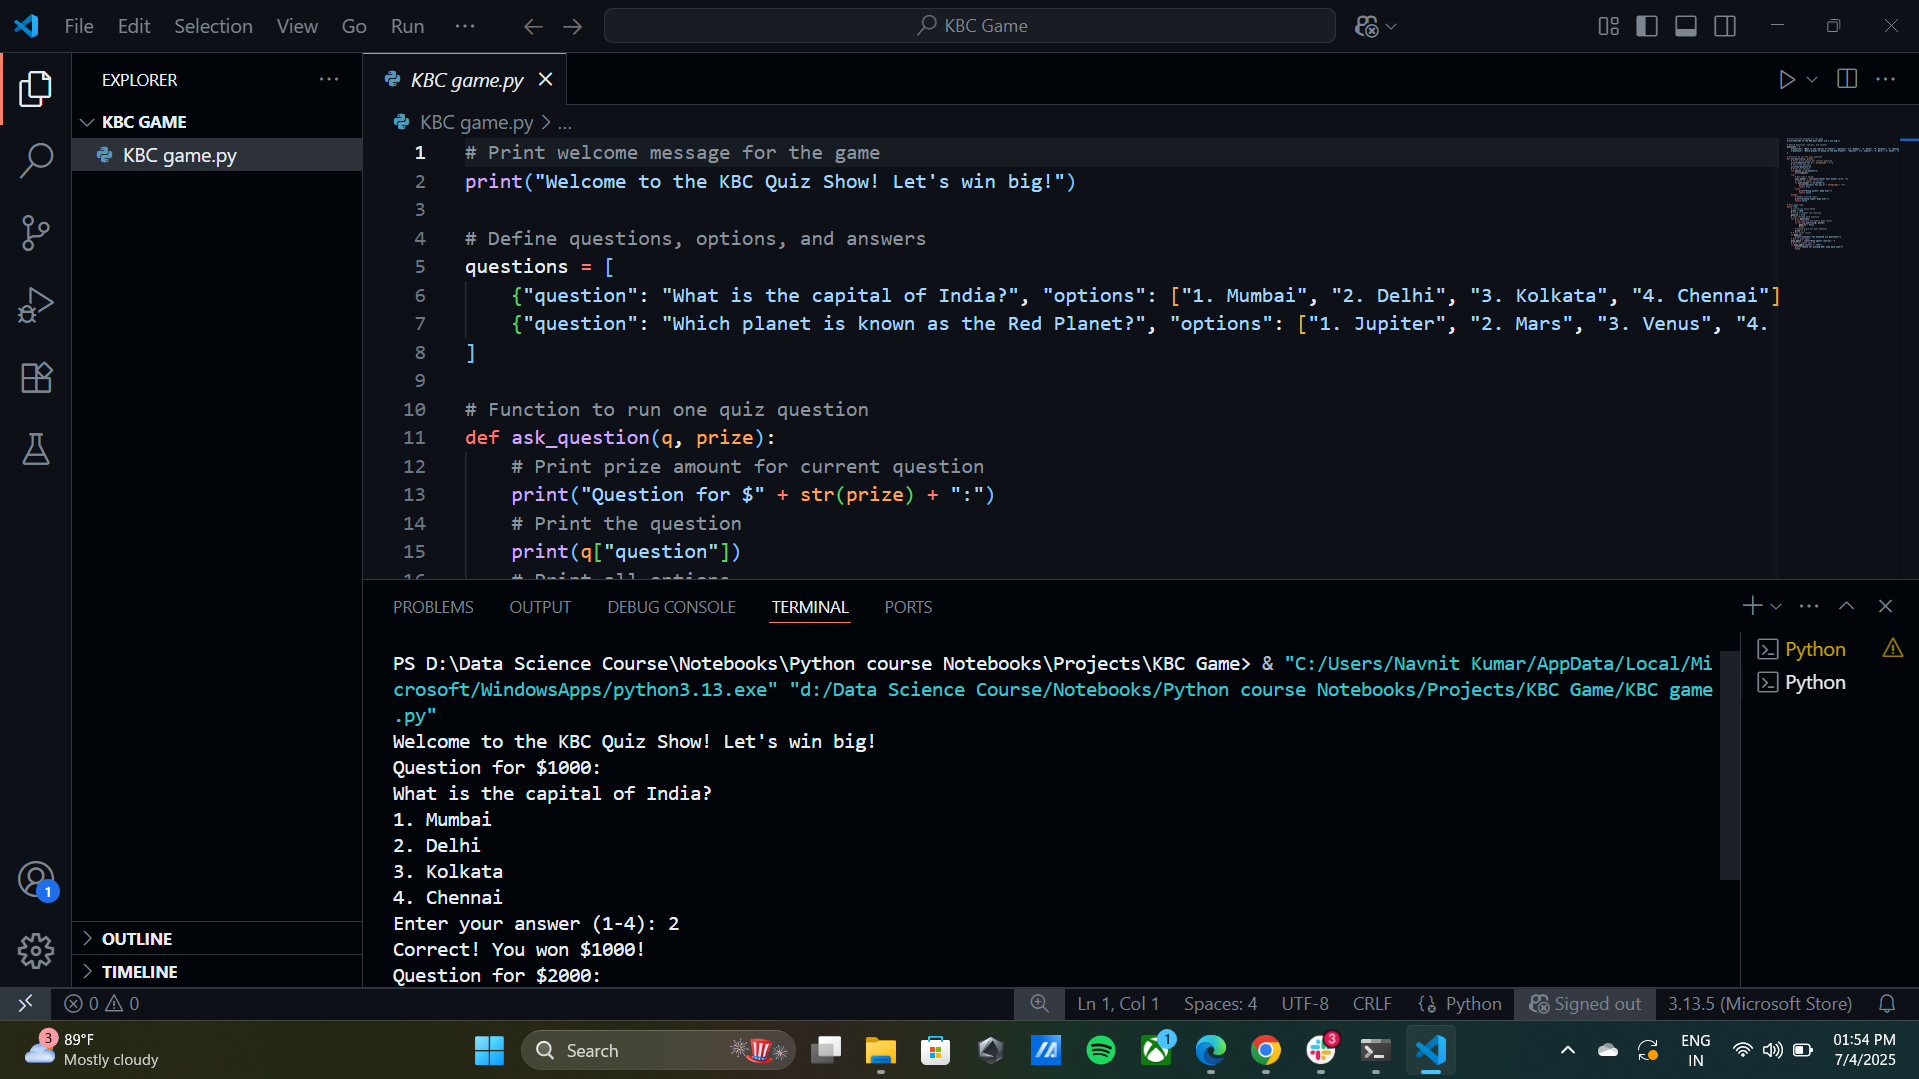 File Edit Selection View Go Run ···
KBC Game
EXPLORER ···
KBC GAME
KBC game.py
OUTLINE
TIMELINE
KBC game.py
KBC game.py > ...
1 # Print welcome message for the game
2 print("Welcome to the KBC Quiz Show! Let's win big!")
3
4 # Define questions, options, and answers
5 questions = [
6 {"question": "What is the capital of India?", "options": ["1. Mumbai", "2. Delhi", "3. Kolkata", "4. Chennai"]
7 {"question": "Which planet is known as the Red Planet?", "options": ["1. Jupiter", "2. Mars", "3. Venus", "4.
8 ]
9
10 # Function to run one quiz question
11 def ask_question(q, prize):
12 # Print prize amount for current question
13 print("Question for $" + str(prize) + ":")
14 # Print the question
15 print(q["question"])
16 # Print all options
PROBLEMS OUTPUT DEBUG CONSOLE TERMINAL PORTS
PS D:\Data Science Course\Notebooks\Python course Notebooks\Projects\KBC Game> & "C:/Users/Navnit Kumar/AppData/Local/Mi
crosoft/WindowsApps/python3.13.exe" "d:/Data Science Course/Notebooks/Python course Notebooks/Projects/KBC Game/KBC game
.py"
Welcome to the KBC Quiz Show! Let's win big!
Question for $1000:
What is the capital of India?
1. Mumbai
2. Delhi
3. Kolkata
4. Chennai
Enter your answer (1-4): 2
Correct! You won $1000!
Question for $2000:
Python
Python
1
0 0
Ln 1, Col 1 Spaces: 4 UTF-8 CRLF Python Signed out 3.13.5 (Microsoft Store)
3
89°F
Mostly cloudy
Search
1
3
ENG
IN
01:54 PM
7/4/2025